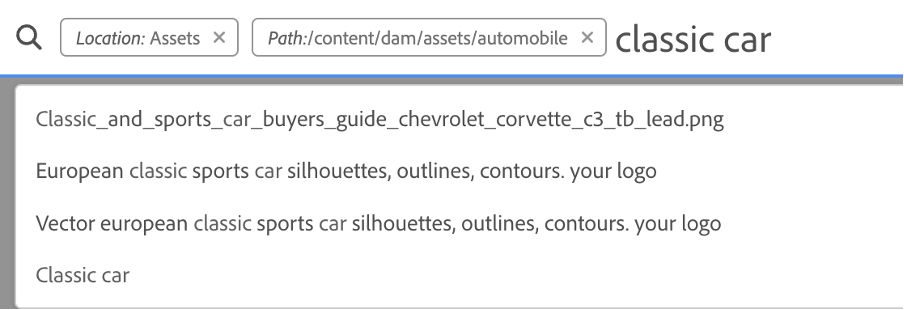 Location: Assets × Path:/content/dam/assets/automobile × classic car
Classic_and_sports_car_buyers_guide_chevrolet_corvette_c3_tb_lead.png
European classic sports car silhouettes, outlines, contours. your logo
Vector european classic sports car silhouettes, outlines, contours. your logo
Classic car